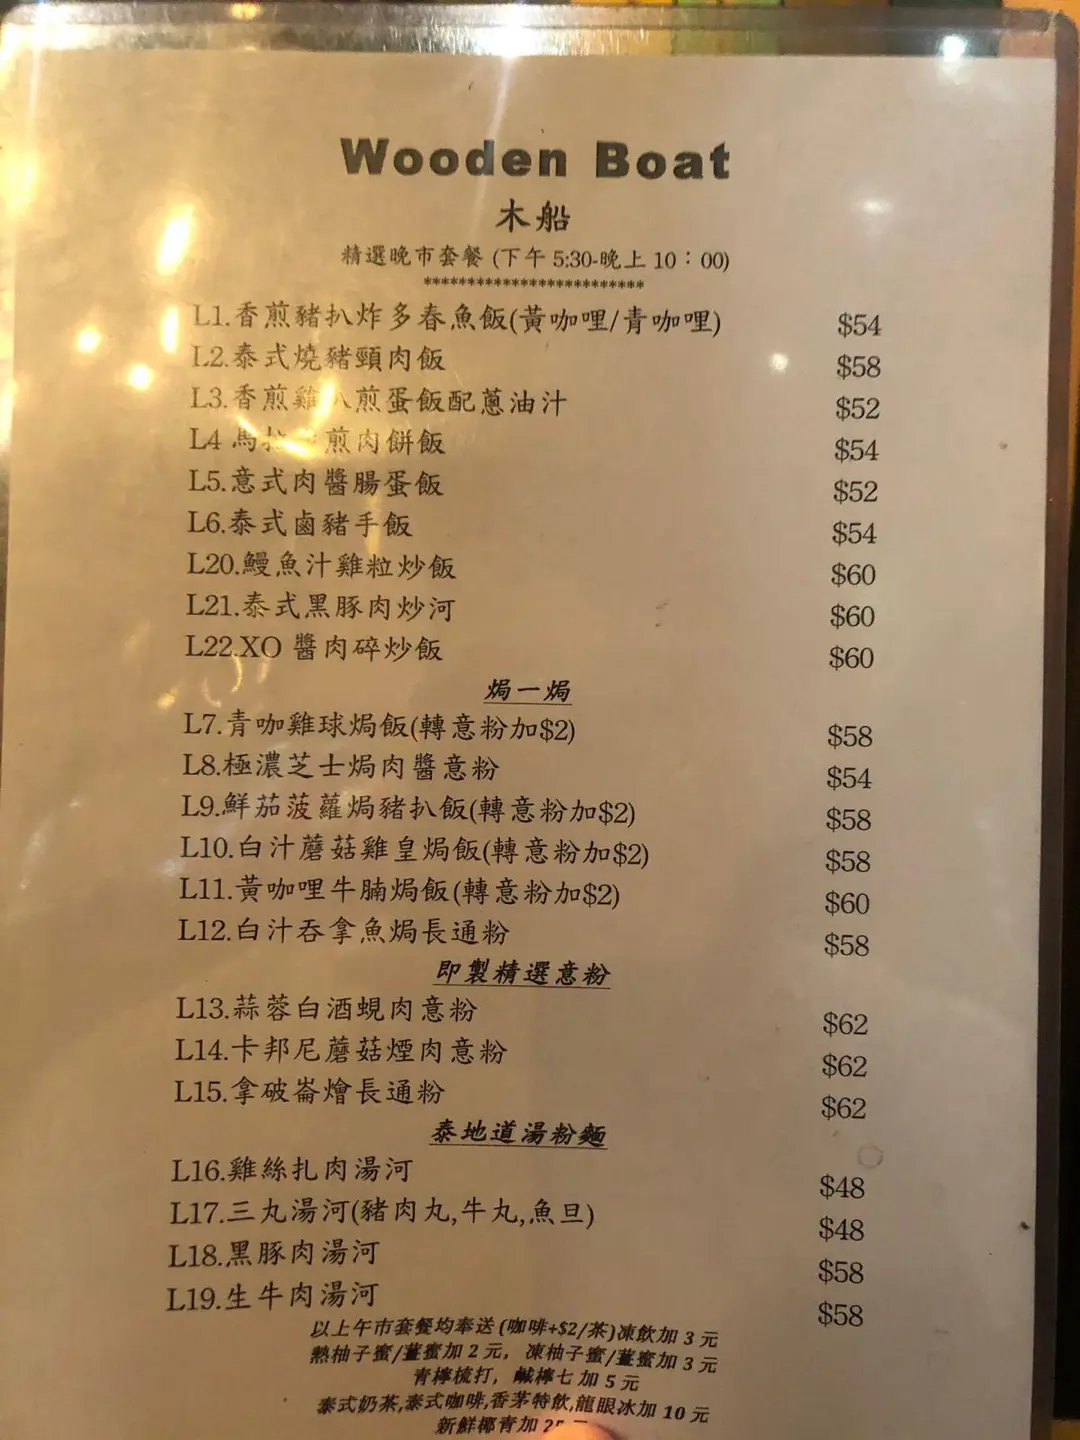 Wooden Boat
木船
精選晚市套餐 (下午 5:30-晚上 10：00)
*************************
L1.香煎豬扒炸多春魚飯(黃咖哩/青咖哩) $54
L2.泰式燒豬頸肉飯 $58
L3.香煎雞扒煎蛋飯配蔥油汁 $52
L4 馬拉 煎肉餅飯 $54
L5.意式肉醬腸蛋飯 $52
L6.泰式鹵豬手飯 $54
L20.鰻魚汁雞粒炒飯 $60
L21.泰式黑豚肉炒河 $60
L22.XO 醬肉碎炒飯 $60
焗一焗
L7.青咖雞球焗飯(轉意粉加$2) $58
L8.極濃芝士焗肉醬意粉 $54
L9.鮮茄菠蘿焗豬扒飯(轉意粉加$2) $58
L10.白汁蘑菇雞皇焗飯(轉意粉加$2) $58
L11.黃咖哩牛腩焗飯(轉意粉加$2) $60
L12.白汁吞拿魚焗長通粉 $58
即製精選意粉
L13.蒜蓉白酒蜆肉意粉 $62
L14.卡邦尼蘑菇煙肉意粉 $62
L15.拿破崙燴長通粉 $62
泰地道湯粉麵
L16.雞絲扎肉湯河 $48
L17.三丸湯河(豬肉丸,牛丸,魚旦) $48
L18.黑豚肉湯河 $58
L19.生牛肉湯河 $58
以上午市套餐均奉送 (咖啡+$2/茶)凍飲加 3 元
熱柚子蜜/薑蜜加 2 元，凍柚子蜜/薑蜜加 3 元
青檸梳打，鹹檸七 加 5 元
泰式奶茶,泰式咖啡,香茅特飲,龍眼冰加 10 元
新鮮椰青加